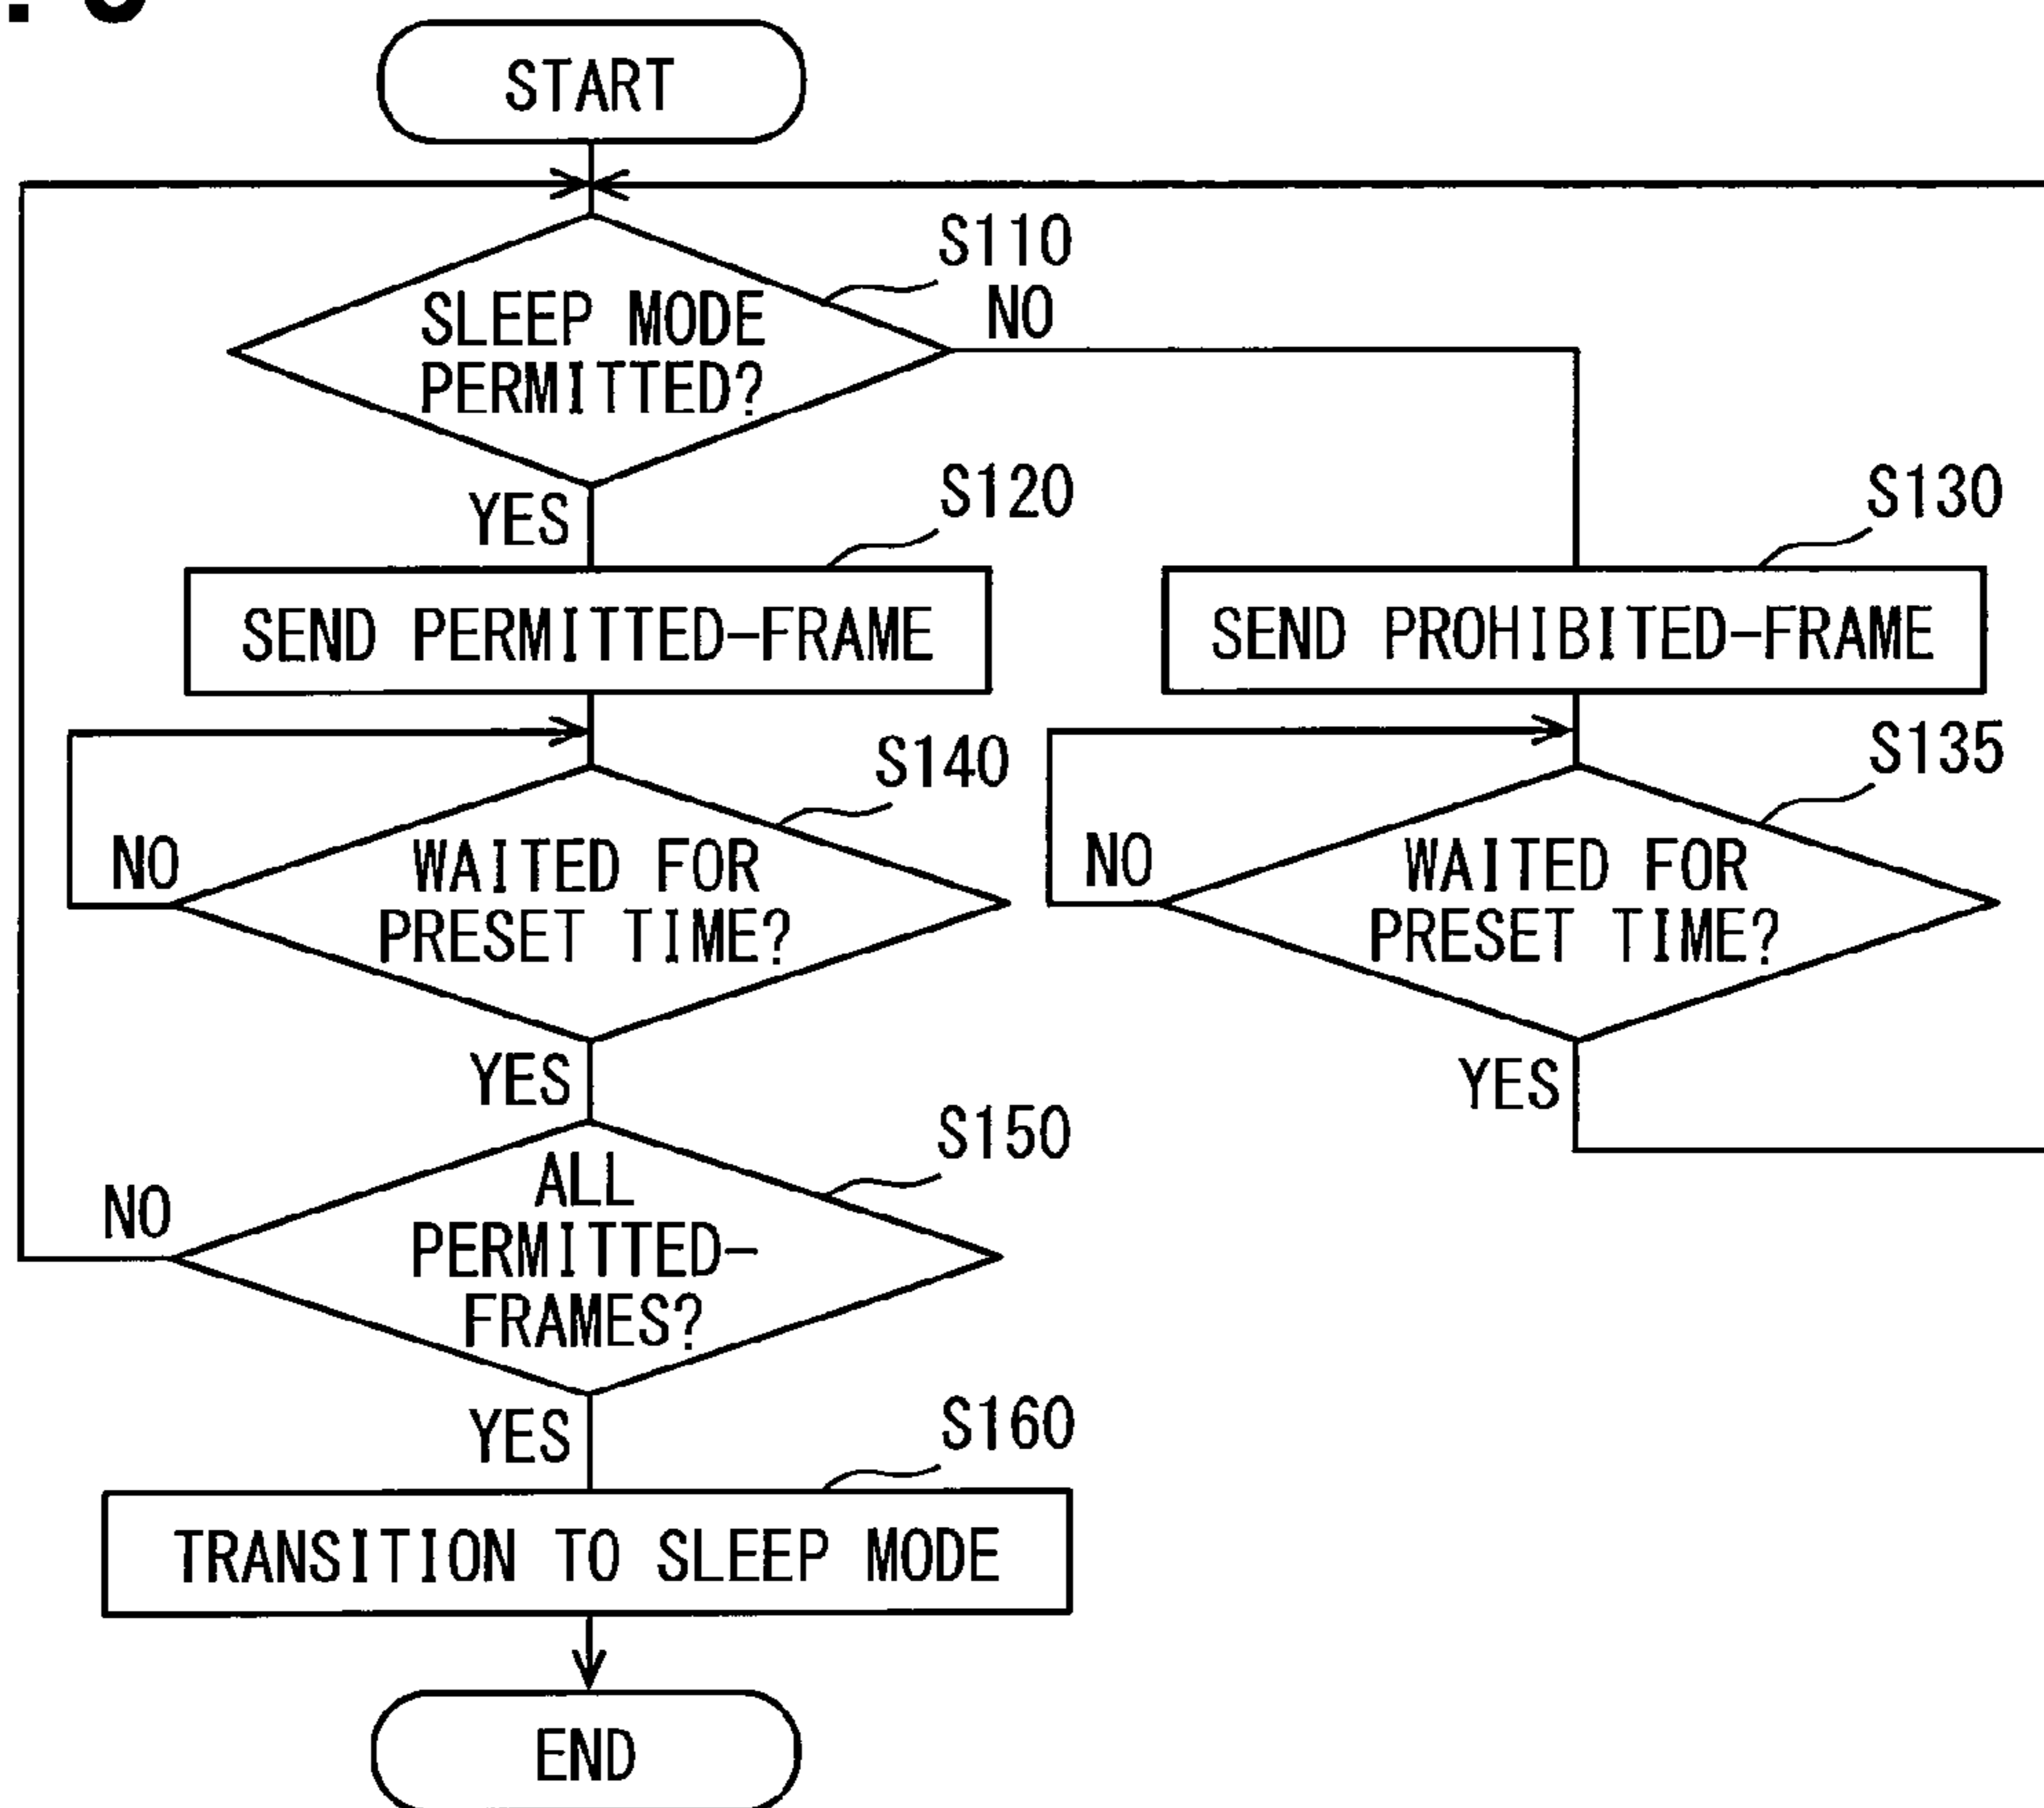 START
S110
SLEEP MODE
PERMITTED?
NO
YES
S120
SEND PERMITTED-FRAME
S130
SEND PROHIBITED-FRAME
S140
WAITED FOR
PRESET TIME?
NO
YES
S135
WAITED FOR
PRESET TIME?
NO
YES
S150
ALL
PERMITTED-
FRAMES?
NO
YES
S160
TRANSITION TO SLEEP MODE
END